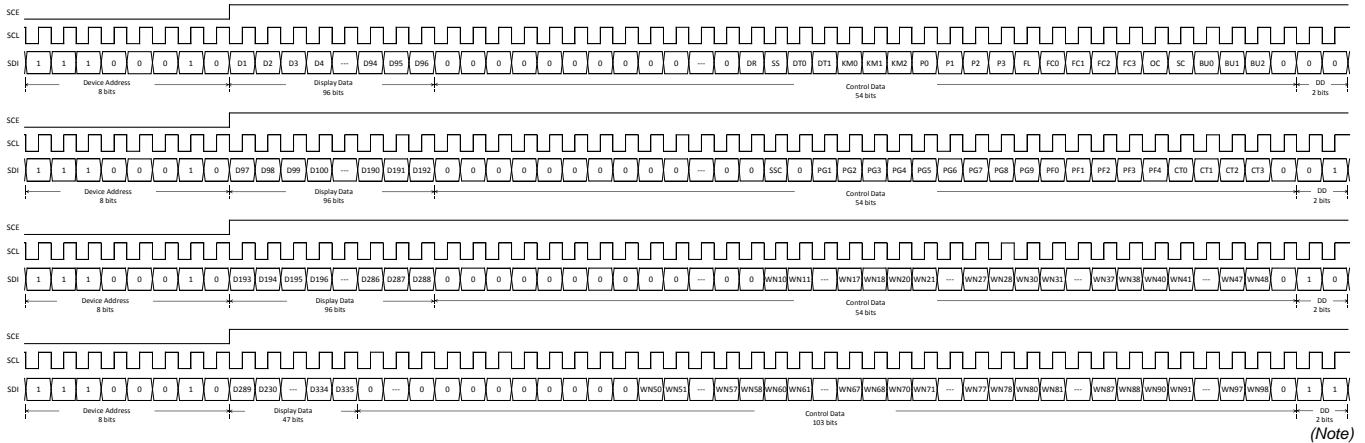 SCE
SCL
SDI 1 1 1 0 0 0 1 0 D1 D2 D3 D4 --- D94 D95 D96 0 0 0 0 0 0 0 0 0 0 --- 0 DR SS DT0 DT1 KM0 KM1 KM2 P0 P1 P2 P3 FL FC0 FC1 FC2 FC3 OC SC BU0 BU1 BU2 0 0 0
Device Address Display Data Control Data DD
8 bits 96 bits 54 bits 2 bits
SCE
SCL
SDI 1 1 1 0 0 0 1 0 D97 D98 D99 D100 --- D190 D191 D192 0 0 0 0 0 0 0 0 0 0 --- 0 0 SSC 0 PG1 PG2 PG3 PG4 PG5 PG6 PG7 PG8 PG9 PF0 PF1 PF2 PF3 PF4 CT0 CT1 CT2 CT3 0 0 1
Device Address Display Data Control Data DD
8 bits 96 bits 54 bits 2 bits
SCE
SCL
SDI 1 1 1 0 0 0 1 0 D193 D194 D195 D196 --- D286 D287 D288 0 0 0 0 0 0 0 0 0 0 --- 0 0 WN10 WN11 --- WN17 WN18 WN20 WN21 --- WN27 WN28 WN30 WN31 --- WN37 WN38 WN40 WN41 --- WN47 WN48 0 1 0
Device Address Display Data Control Data DD
8 bits 96 bits 54 bits 2 bits
SCE
SCL
SDI 1 1 1 0 0 0 1 0 D289 D230 --- D334 D335 0 --- 0 0 0 0 0 0 0 0 0 WN50 WN51 --- WN57 WN58 WN60 WN61 --- WN67 WN68 WN70 WN71 --- WN77 WN78 WN80 WN81 --- WN87 WN88 WN90 WN91 --- WN97 WN98 0 1 1
Device Address Display Data Control Data DD
8 bits 47 bits 103 bits 2 bits
(Note)